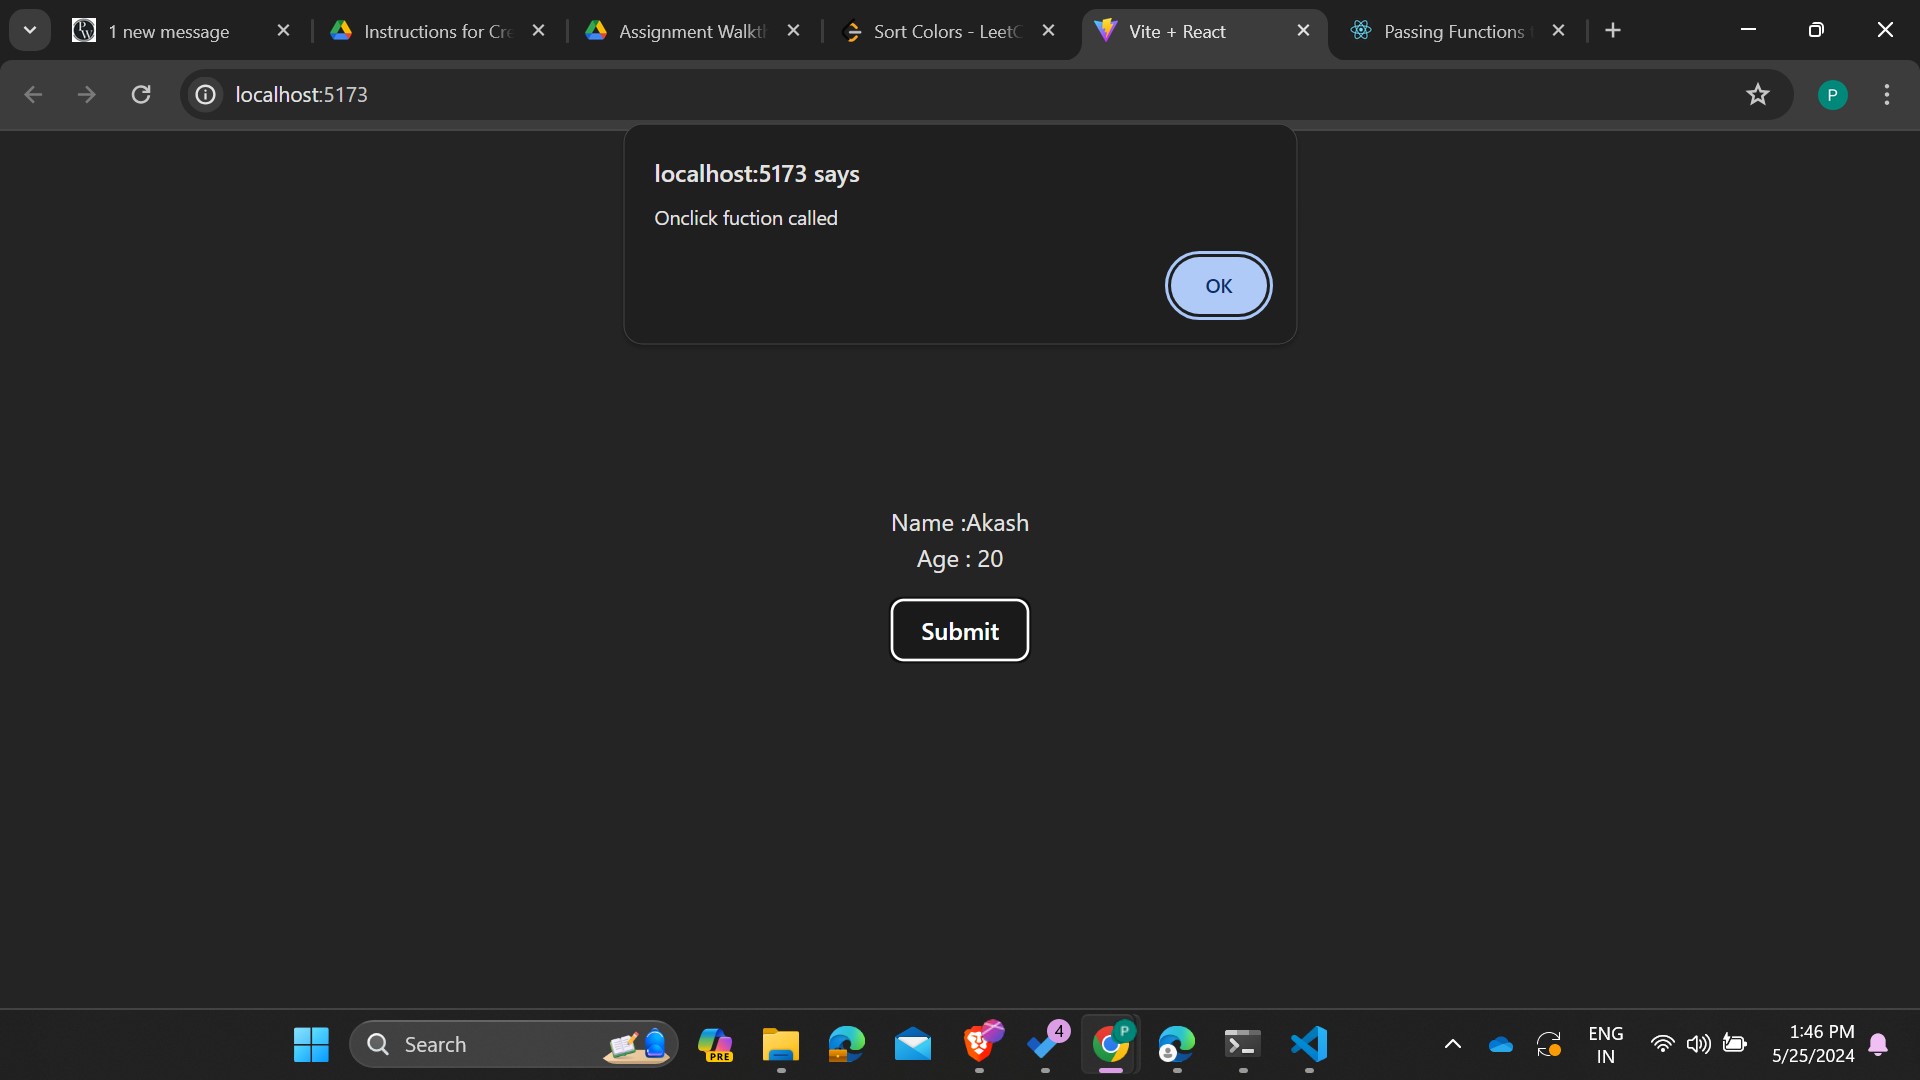 1 new message
Instructions for Cre
Assignment Walkt
Sort Colors - LeetC
Vite + React
Passing Functions
localhost:5173
P
localhost:5173 says
Onclick fuction called
OK
Name :Akash
Age : 20
Submit
Search
PRE
4
P
ENG
IN
1:46 PM
5/25/2024